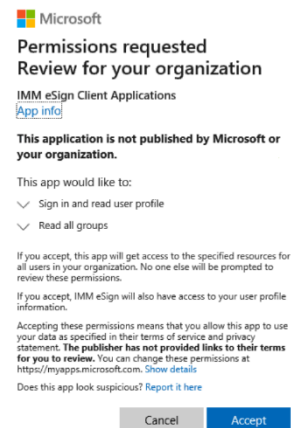 Microsoft
Permissions requested
Review for your organization
IMM eSign Client Applications
App info
This application is not published by Microsoft or
your organization.
This app would like to:
Sign in and read user profile
Read all groups
If you accept, this app will get access to the specified resources for
all users in your organization. No one else will be prompted to
review these permissions.
If you accept, IMM eSign will also have access to your user profile
information.
Accepting these permissions means that you allow this app to use
your data as specified in their terms of service and privacy
statement. The publisher has not provided links to their terms
for you to review. You can change these permissions at
https://myapps.microsoft.com. Show details
Does this app look suspicious? Report it here
Cancel Accept